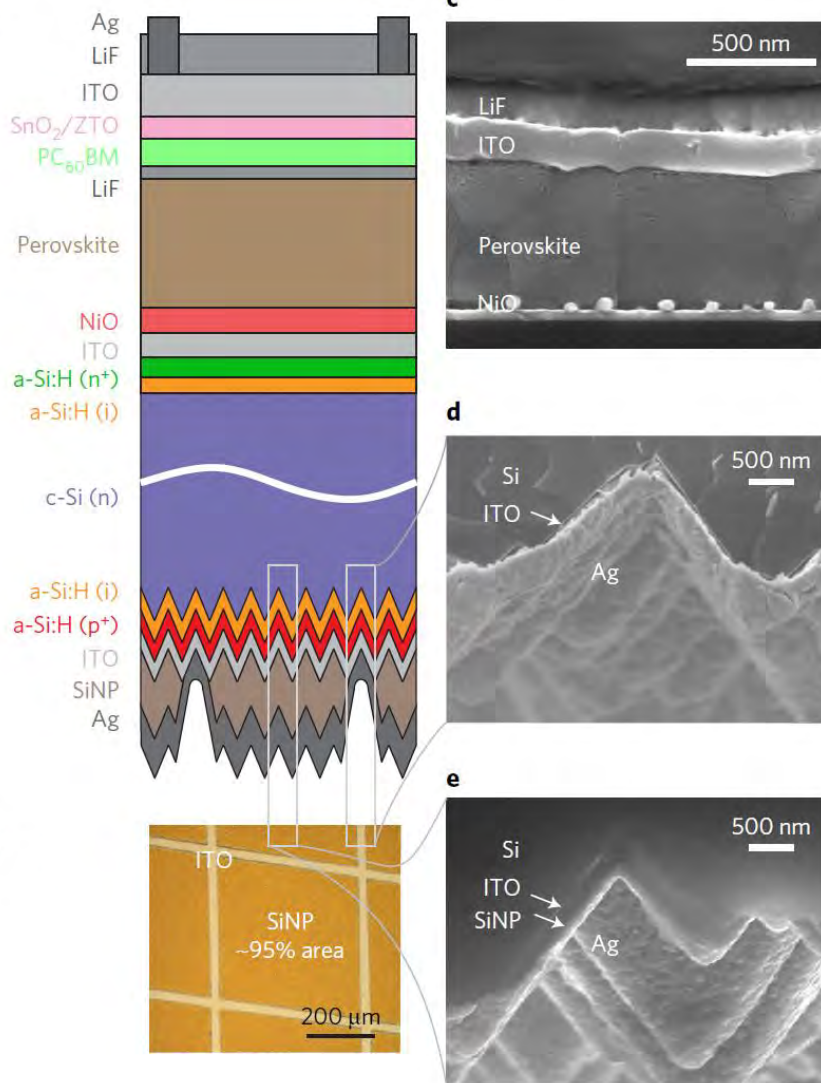 Ag
LiF
ITO
SnO₂/ZTO
PC₆₀BM
LiF
Perovskite
NiO
ITO
a-Si:H (n⁺)
a-Si:H (i)
c-Si (n)
a-Si:H (i)
a-Si:H (p⁺)
ITO
SiNP
Ag
ITO
SiNP
~95% area
200 μm
c
500 nm
LiF
ITO
Perovskite
NiO
d
500 nm
Si
ITO
Ag
e
500 nm
Si
ITO
SiNP
Ag